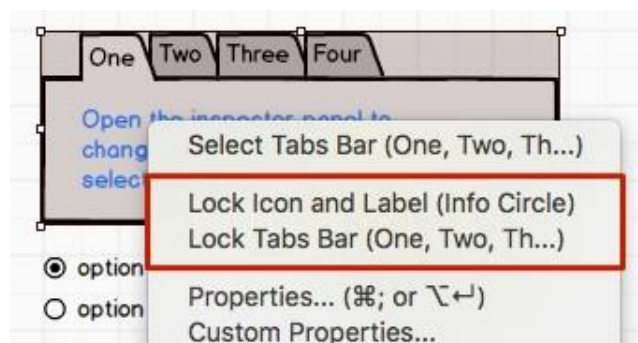 One Two Three Four
Open the inspector panel to
chang
select
Select Tabs Bar (One, Two, Th...)
Lock Icon and Label (Info Circle)
Lock Tabs Bar (One, Two, Th...)
option
option
Properties... (⌘; or ⌥↩)
Custom Properties...